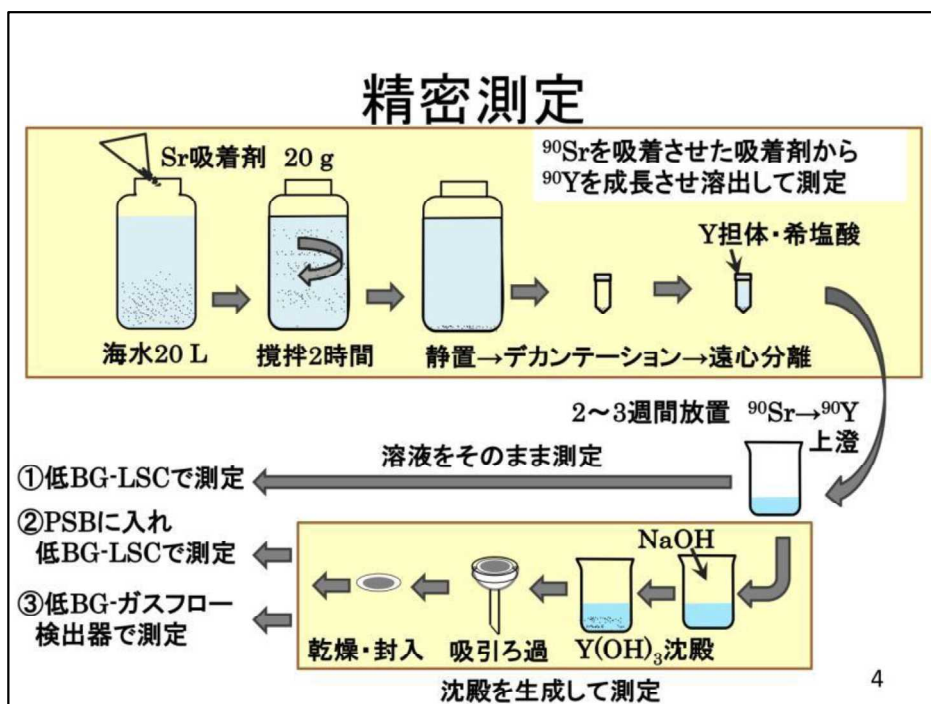 精密測定
Sr吸着剤 20 g
⁹⁰Srを吸着させた吸着剤から
⁹⁰Yを成長させ溶出して測定
Y担体・希塩酸
海水20 L
撹拌2時間
静置→デカンテーション→遠心分離
2～3週間放置 ⁹⁰Sr→⁹⁰Y
上澄
溶液をそのまま測定
①低BG-LSCで測定
②PSBに入れ
低BG-LSCで測定
③低BG-ガスフロー
検出器で測定
NaOH
乾燥・封入
吸引ろ過
Y(OH)₃沈殿
沈殿を生成して測定
4